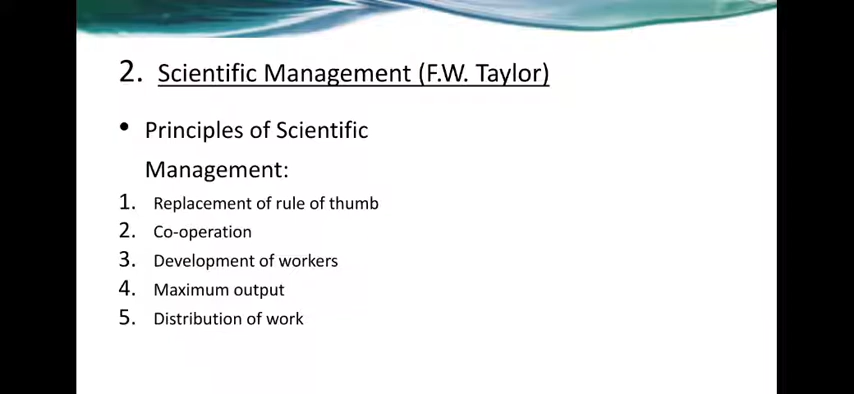 2. Scientific Management (F.W. Taylor)
• Principles of Scientific
Management:
1. Replacement of rule of thumb
2. Co-operation
3. Development of workers
4. Maximum output
5. Distribution of work